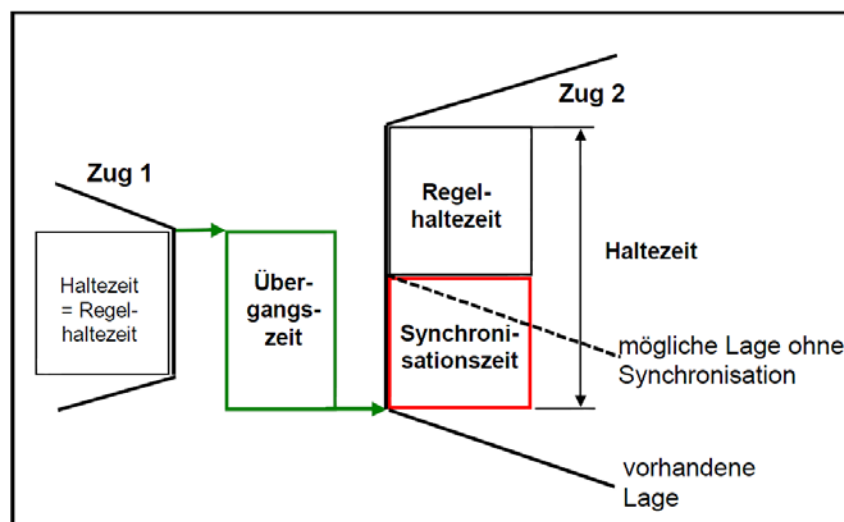 Zug 1
Haltezeit
= Regel-
haltezeit
Über-
gangs-
zeit
Zug 2
Regel-
haltezeit
Synchroni-
sationszeit
Haltezeit
mögliche Lage ohne
Synchronisation
vorhandene
Lage